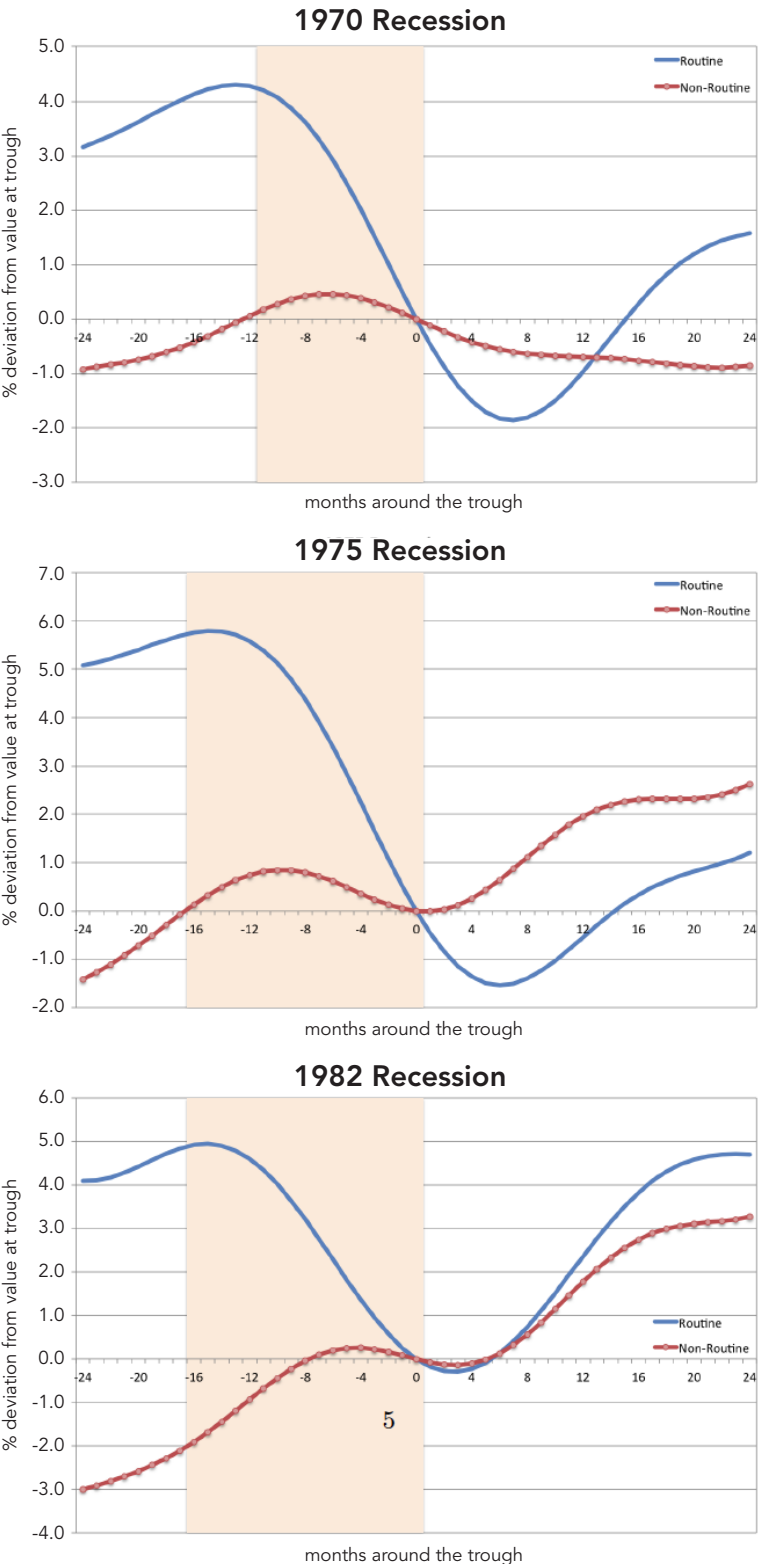 1970 Recession
5.0
Routine
4.0
Non-Routine
3.0
2.0
1.0
0.0
-24 -20 -16 -12 -8 -4 0 4 8 12 16 20 24
-1.0
-2.0
-3.0
% deviation from value at trough
months around the trough
1975 Recession
7.0
Routine
6.0
Non-Routine
5.0
4.0
3.0
2.0
1.0
0.0
-24 -20 -16 -12 -8 -4 0 4 8 12 16 20 24
-1.0
-2.0
% deviation from value at trough
months around the trough
1982 Recession
6.0
5.0
4.0
3.0
2.0
1.0
Routine
0.0
Non-Routine
-24 -20 -16 -12 -8 -4 0 4 8 12 16 20 24
-1.0
5
-2.0
-3.0
-4.0
% deviation from value at trough
months around the trough